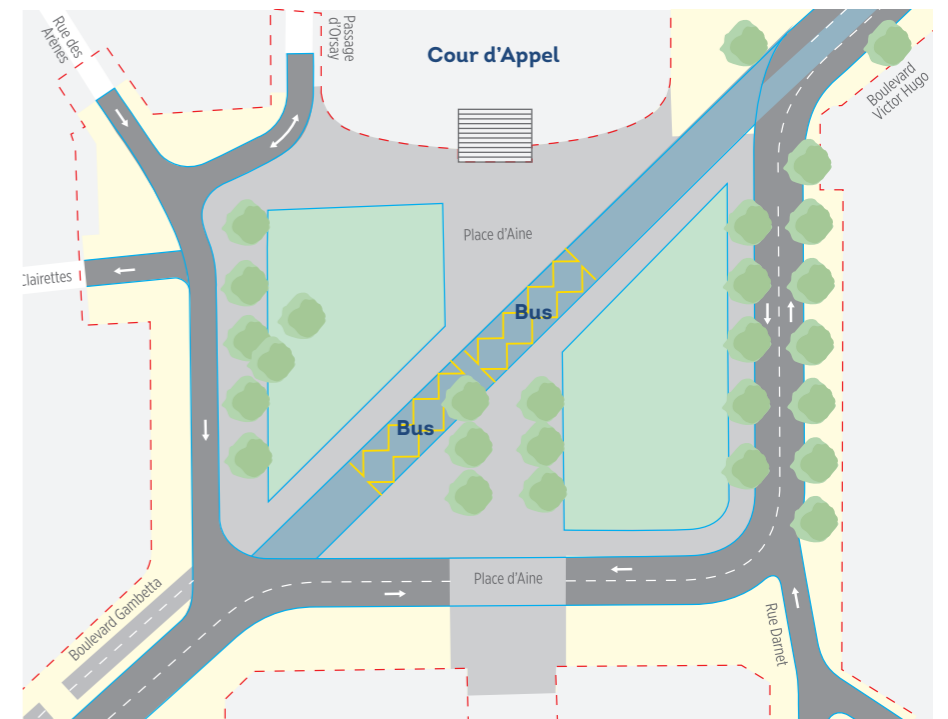 Rue des
Arènes
Passage
d'Orsay
Cour d'Appel
Boulevard
Victor Hugo
Place d'Aine
Clairettes
Bus
Bus
Place d'Aine
Boulevard Gambetta
Rue Darnet